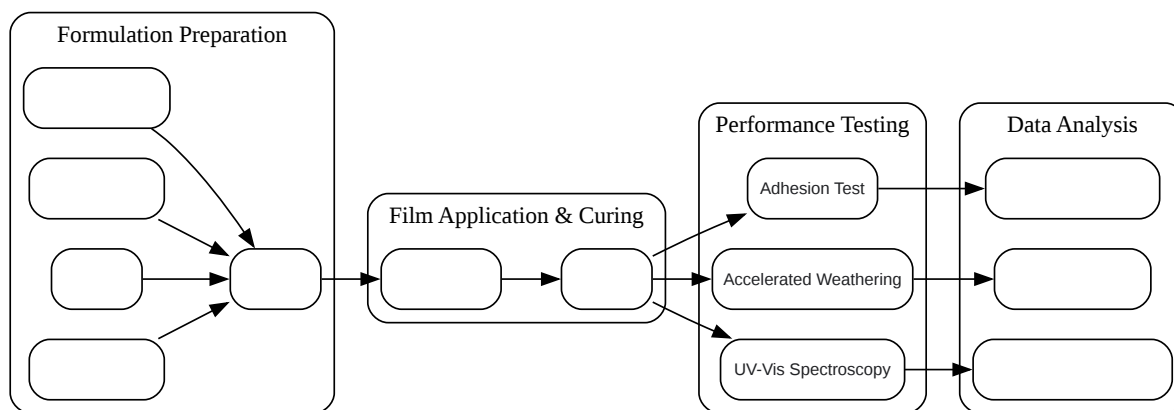 Formulation Preparation
Film Application & Curing
Performance Testing
Adhesion Test
Accelerated Weathering
UV-Vis Spectroscopy
Data Analysis